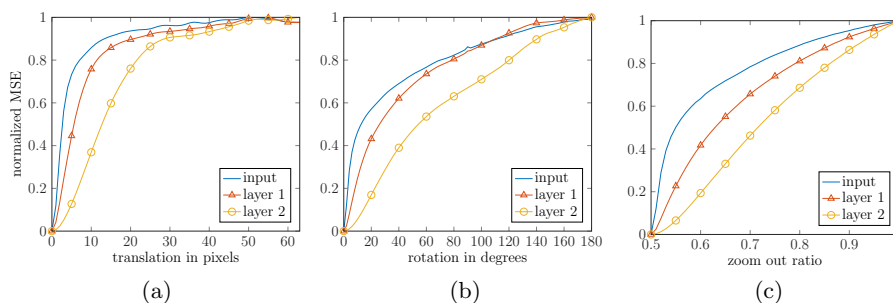 normalized MSE
1
0.8
0.6
0.4
0.2
0
0 10 20 30 40 50 60
translation in pixels
input
layer 1
layer 2
(a)
1
0.8
0.6
0.4
0.2
0
0 20 40 60 80 100 120 140 160 180
rotation in degrees
input
layer 1
layer 2
(b)
1
0.8
0.6
0.4
0.2
0
0.5 0.6 0.7 0.8 0.9
zoom out ratio
input
layer 1
layer 2
(c)